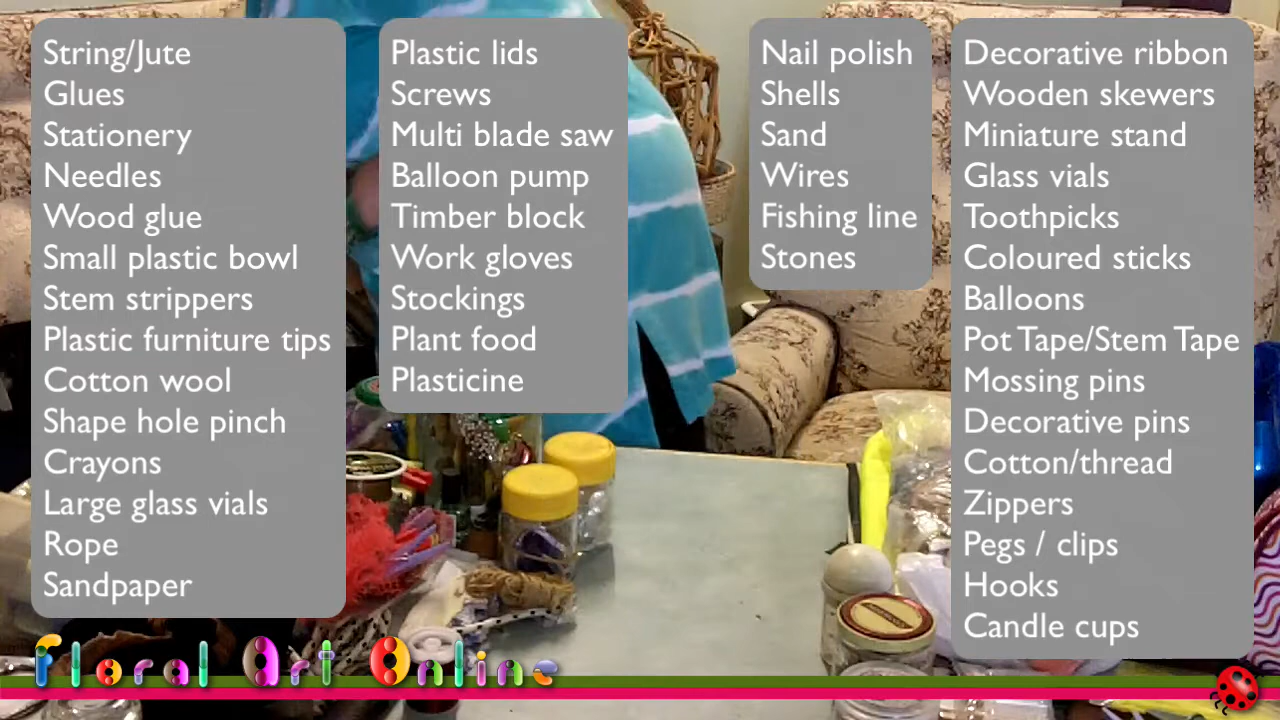 String/Jute
Glues
Stationery
Needles
Wood glue
Small plastic bowl
Stem strippers
Plastic furniture tips
Cotton wool
Shape hole pinch
Crayons
Large glass vials
Rope
Sandpaper
Plastic lids
Screws
Multi blade saw
Balloon pump
Timber block
Work gloves
Stockings
Plant food
Plasticine
Nail polish
Shells
Sand
Wires
Fishing line
Stones
Decorative ribbon
Wooden skewers
Miniature stand
Glass vials
Toothpicks
Coloured sticks
Balloons
Pot Tape/Stem Tape
Mossing pins
Decorative pins
Cotton/thread
Zippers
Pegs / clips
Hooks
Candle cups
Floral Art Online